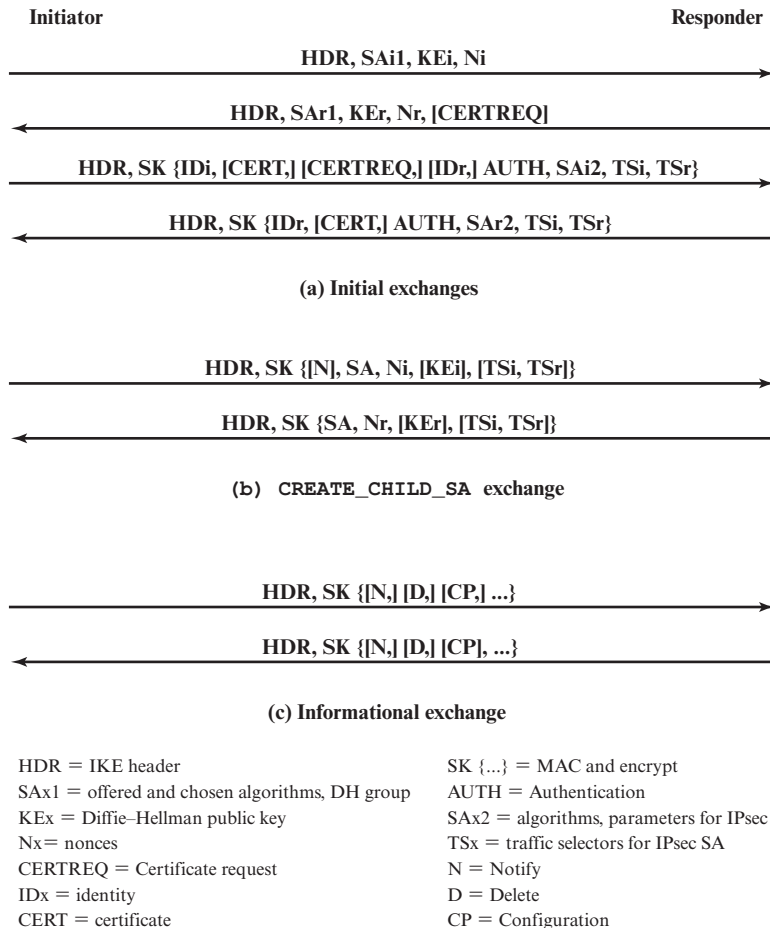 Initiator Responder
HDR, SAi1, KEi, Ni
HDR, SAr1, KEr, Nr, [CERTREQ]
HDR, SK {IDi, [CERT,] [CERTREQ,] [IDr,] AUTH, SAi2, TSi, TSr}
HDR, SK {IDr, [CERT,] AUTH, SAr2, TSi, TSr}
(a) Initial exchanges
HDR, SK {[N], SA, Ni, [KEi], [TSi, TSr]}
HDR, SK {SA, Nr, [KEr], [TSi, TSr]}
(b) CREATE_CHILD_SA exchange
HDR, SK {[N,] [D,] [CP,] ...}
HDR, SK {[N,] [D,] [CP], ...}
(c) Informational exchange
HDR = IKE header
SAx1 = offered and chosen algorithms, DH group
KEx = Diffie–Hellman public key
Nx= nonces
CERTREQ = Certificate request
IDx = identity
CERT = certificate
SK {...} = MAC and encrypt
AUTH = Authentication
SAx2 = algorithms, parameters for IPsec
TSx = traffic selectors for IPsec SA
N = Notify
D = Delete
CP = Configuration